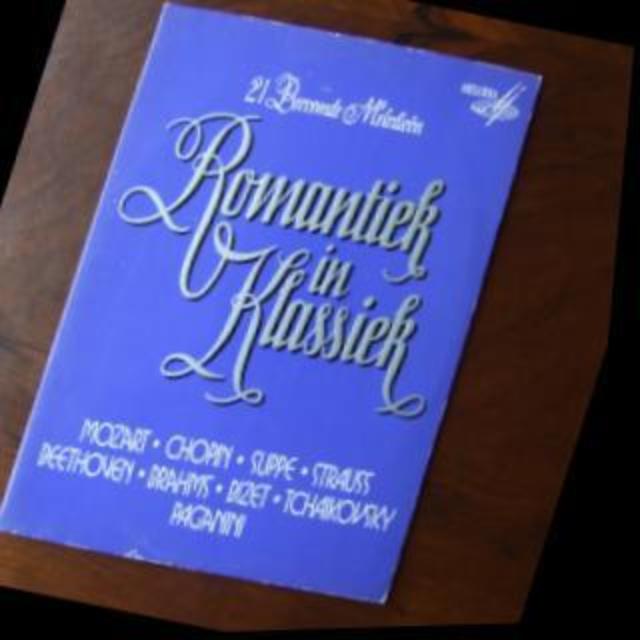 21 Beroemde Melodieën
Romantiek
in
Klassiek
MOZART • CHOPIN • SUPPE • STRAUSS
BEETHOVEN • BRAHMS • BIZET • TCHAIKOVSKY
PAGANINI